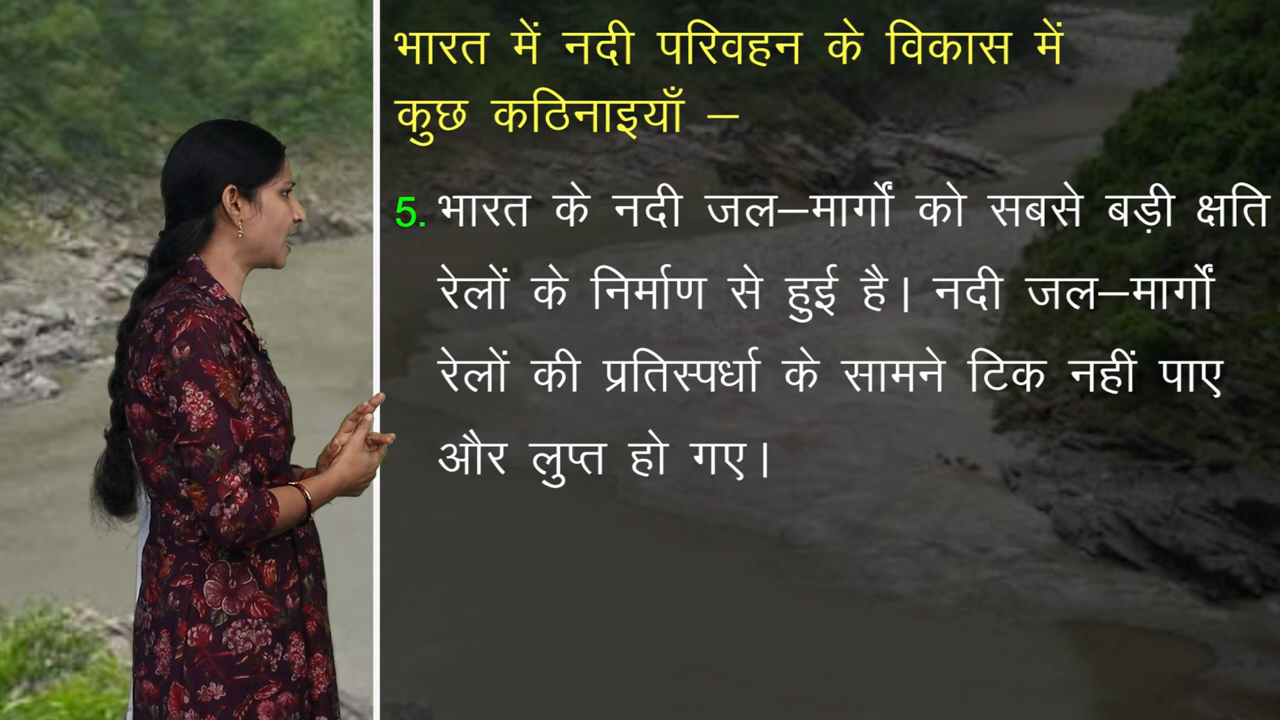 भारत में नदी परिवहन के विकास में
कुछ कठिनाइयाँ –
5. भारत के नदी जल–मार्गों को सबसे बड़ी क्षति
रेलों के निर्माण से हुई है। नदी जल–मार्गों
रेलों की प्रतिस्पर्धा के सामने टिक नहीं पाए
और लुप्त हो गए।